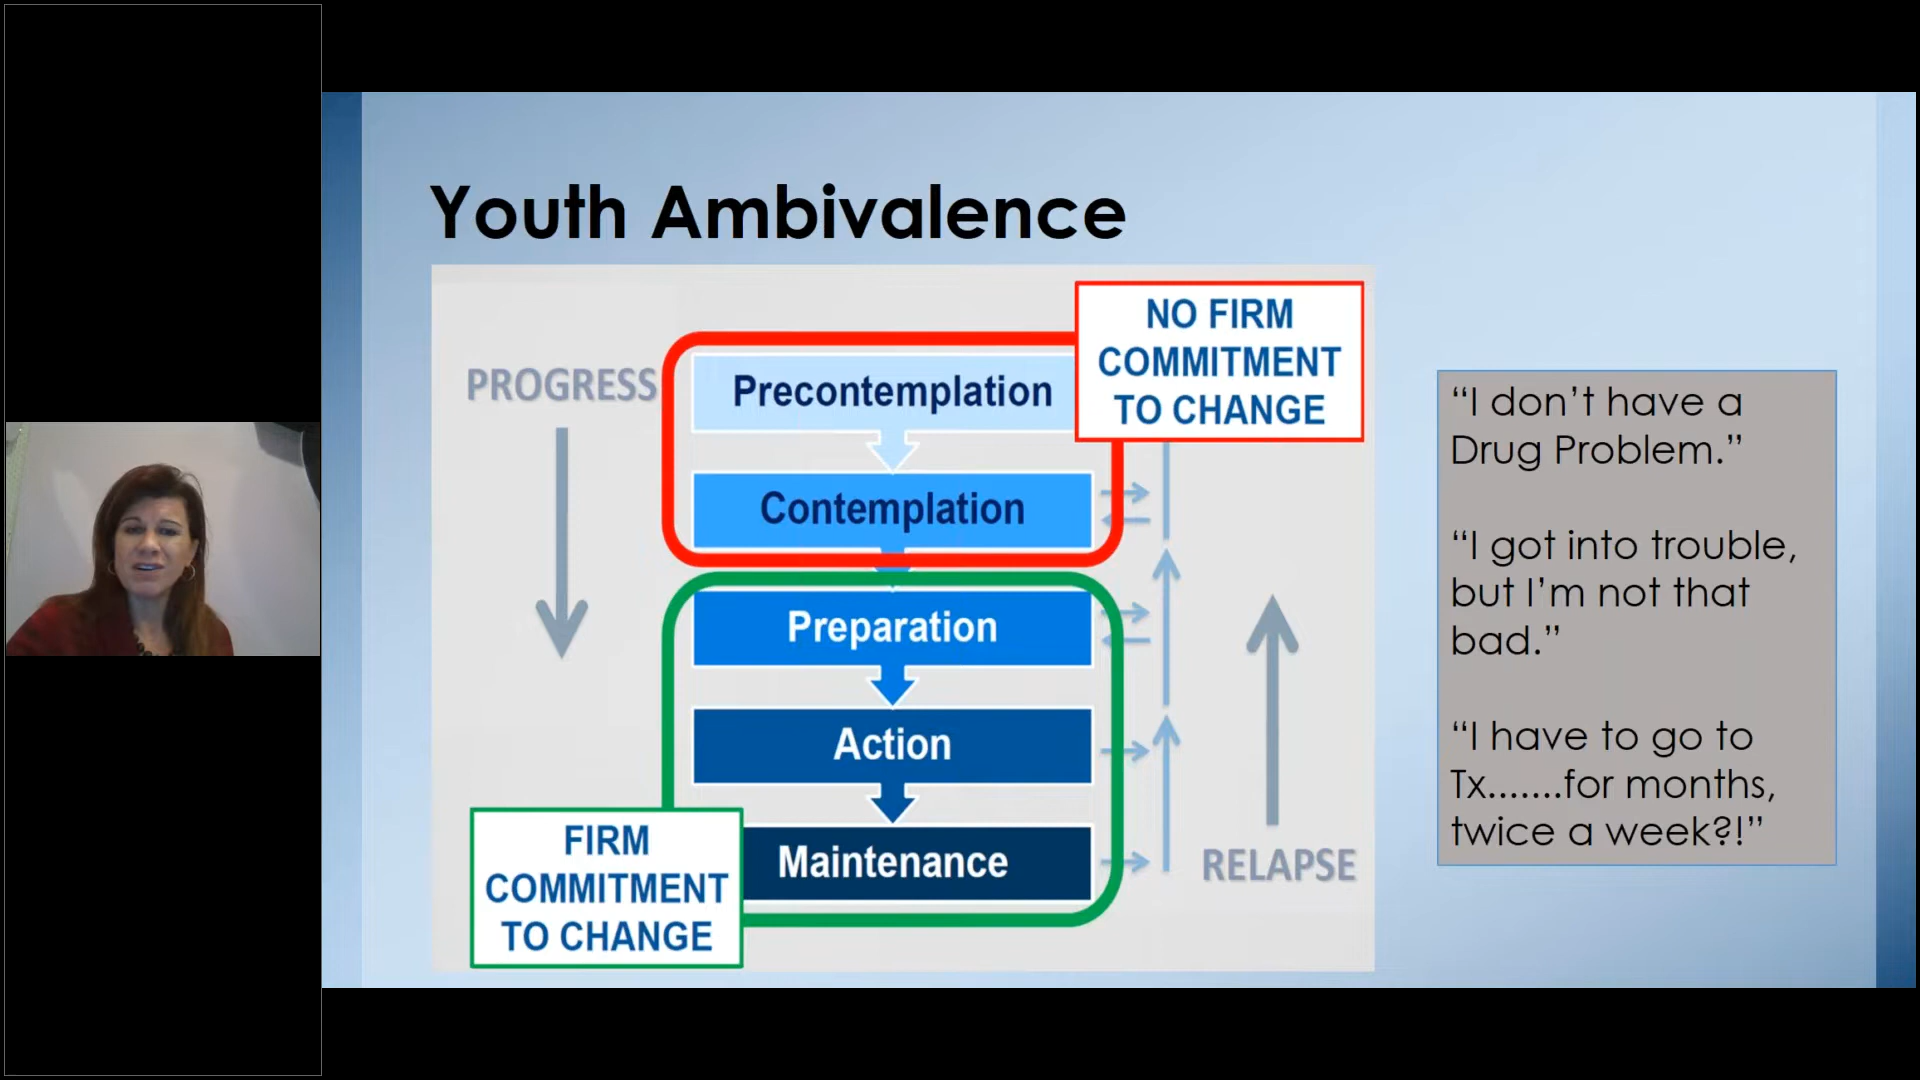 Youth Ambivalence
NO FIRM
COMMITMENT
TO CHANGE
PROGRESS
Precontemplation
Contemplation
Preparation
Action
Maintenance
FIRM
COMMITMENT
TO CHANGE
RELAPSE
“I don’t have a
Drug Problem.”
“I got into trouble,
but I’m not that
bad.”
“I have to go to
Tx.......for months,
twice a week?!”